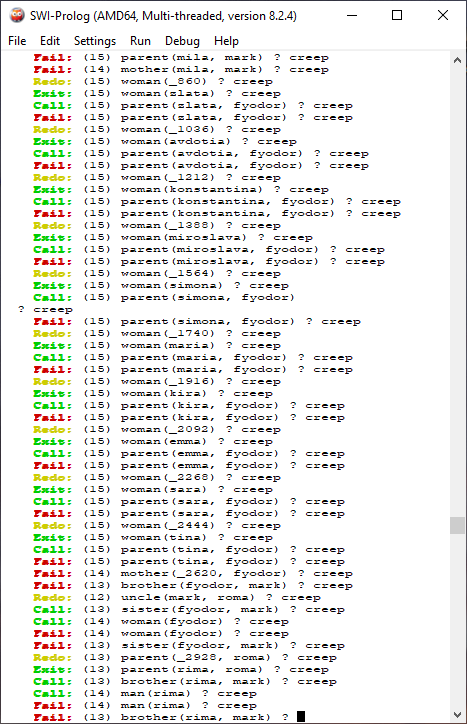 SWI-Prolog (AMD64, Multi-threaded, version 8.2.4)
File Edit Settings Run Debug Help
Fail: (15) parent(mila, mark) ? creep
Fail: (14) mother(mila, mark) ? creep
Redo: (15) woman(_860) ? creep
Exit: (15) woman(zlata) ? creep
Call: (15) parent(zlata, fyodor) ? creep
Fail: (15) parent(zlata, fyodor) ? creep
Redo: (15) woman(_1036) ? creep
Exit: (15) woman(avdotia) ? creep
Call: (15) parent(avdotia, fyodor) ? creep
Fail: (15) parent(avdotia, fyodor) ? creep
Redo: (15) woman(_1212) ? creep
Exit: (15) woman(konstantina) ? creep
Call: (15) parent(konstantina, fyodor) ? creep
Fail: (15) parent(konstantina, fyodor) ? creep
Redo: (15) woman(_1388) ? creep
Exit: (15) woman(miroslava) ? creep
Call: (15) parent(miroslava, fyodor) ? creep
Fail: (15) parent(miroslava, fyodor) ? creep
Redo: (15) woman(_1564) ? creep
Exit: (15) woman(simona) ? creep
Call: (15) parent(simona, fyodor)
? creep
Fail: (15) parent(simona, fyodor) ? creep
Redo: (15) woman(_1740) ? creep
Exit: (15) woman(maria) ? creep
Call: (15) parent(maria, fyodor) ? creep
Fail: (15) parent(maria, fyodor) ? creep
Redo: (15) woman(_1916) ? creep
Exit: (15) woman(kira) ? creep
Call: (15) parent(kira, fyodor) ? creep
Fail: (15) parent(kira, fyodor) ? creep
Redo: (15) woman(_2092) ? creep
Exit: (15) woman(emma) ? creep
Call: (15) parent(emma, fyodor) ? creep
Fail: (15) parent(emma, fyodor) ? creep
Redo: (15) woman(_2268) ? creep
Exit: (15) woman(sara) ? creep
Call: (15) parent(sara, fyodor) ? creep
Fail: (15) parent(sara, fyodor) ? creep
Redo: (15) woman(_2444) ? creep
Exit: (15) woman(tina) ? creep
Call: (15) parent(tina, fyodor) ? creep
Fail: (15) parent(tina, fyodor) ? creep
Fail: (14) mother(_2620, fyodor) ? creep
Fail: (13) brother(fyodor, mark) ? creep
Redo: (12) uncle(mark, roma) ? creep
Call: (13) sister(fyodor, mark) ? creep
Call: (14) woman(fyodor) ? creep
Fail: (14) woman(fyodor) ? creep
Fail: (13) sister(fyodor, mark) ? creep
Redo: (13) parent(_2928, roma) ? creep
Exit: (13) parent(rima, roma) ? creep
Call: (13) brother(rima, mark) ? creep
Call: (14) man(rima) ? creep
Fail: (14) man(rima) ? creep
Fail: (13) brother(rima, mark) ?